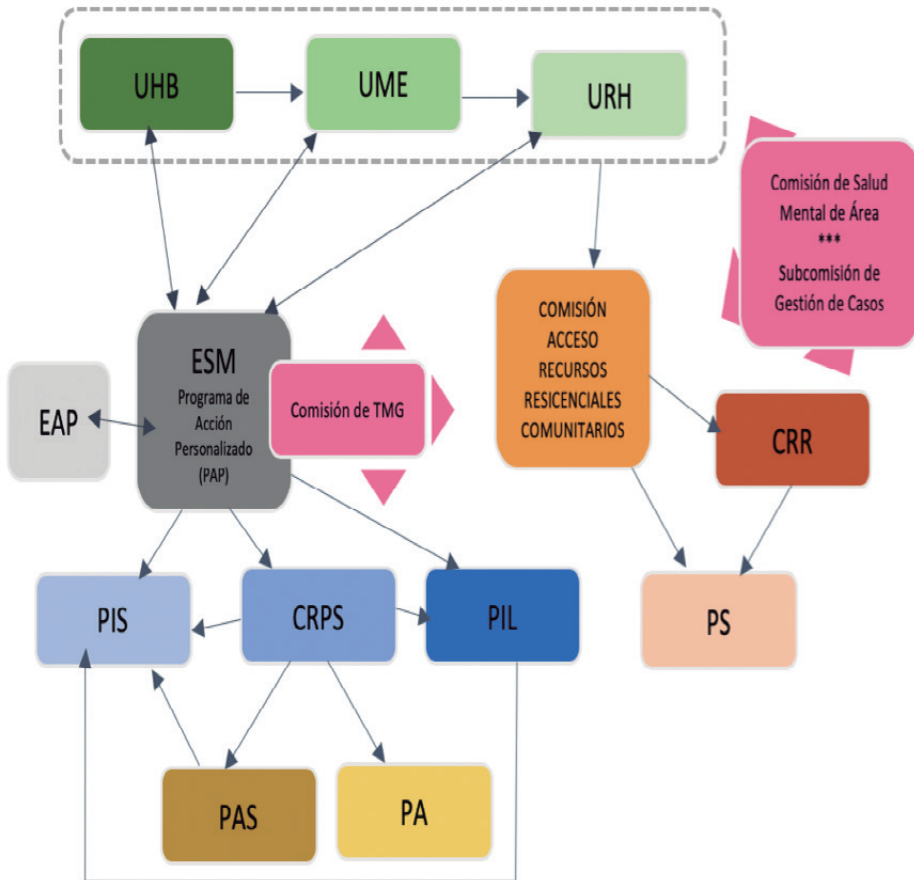 UHB
UME
URH
Comisión de Salud
Mental de Área
***
Subcomisión de
Gestión de Casos
COMISIÓN
ACCESO
RECURSOS
RESICENCIALES
COMUNITARIOS
ESM
Programa de
Acción
Personalizado
(PAP)
Comisión de TMG
EAP
CRR
PIS
CRPS
PIL
PS
PAS
PA